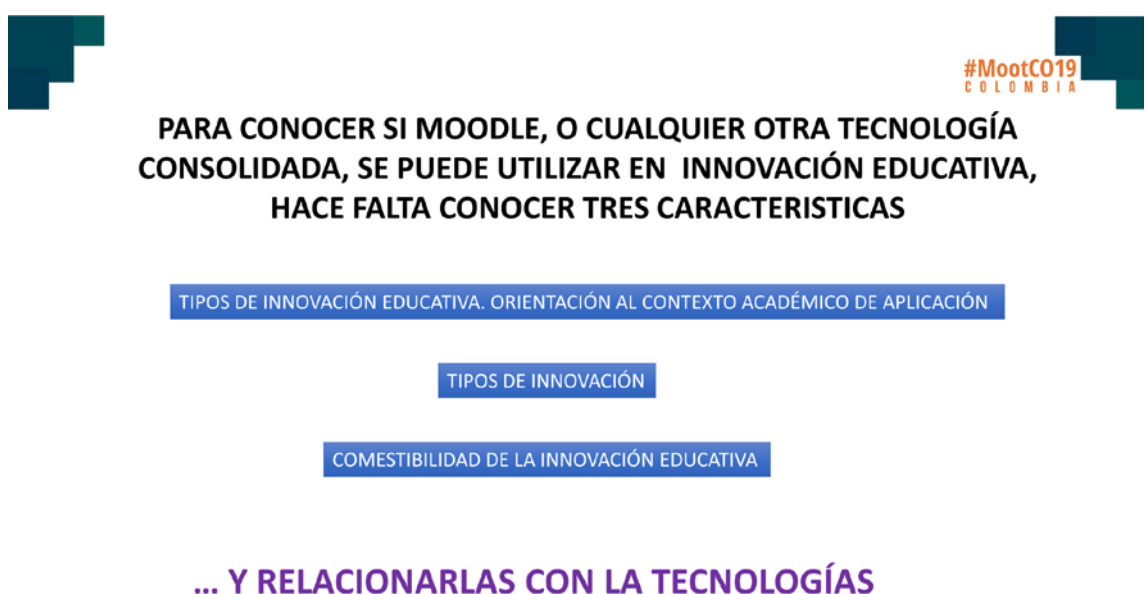 #MootCO19
COLOMBIA
PARA CONOCER SI MOODLE, O CUALQUIER OTRA TECNOLOGÍA
CONSOLIDADA, SE PUEDE UTILIZAR EN INNOVACIÓN EDUCATIVA,
HACE FALTA CONOCER TRES CARACTERISTICAS
TIPOS DE INNOVACIÓN EDUCATIVA. ORIENTACIÓN AL CONTEXTO ACADÉMICO DE APLICACIÓN
TIPOS DE INNOVACIÓN
COMESTIBILIDAD DE LA INNOVACIÓN EDUCATIVA
... Y RELACIONARLAS CON LA TECNOLOGÍAS